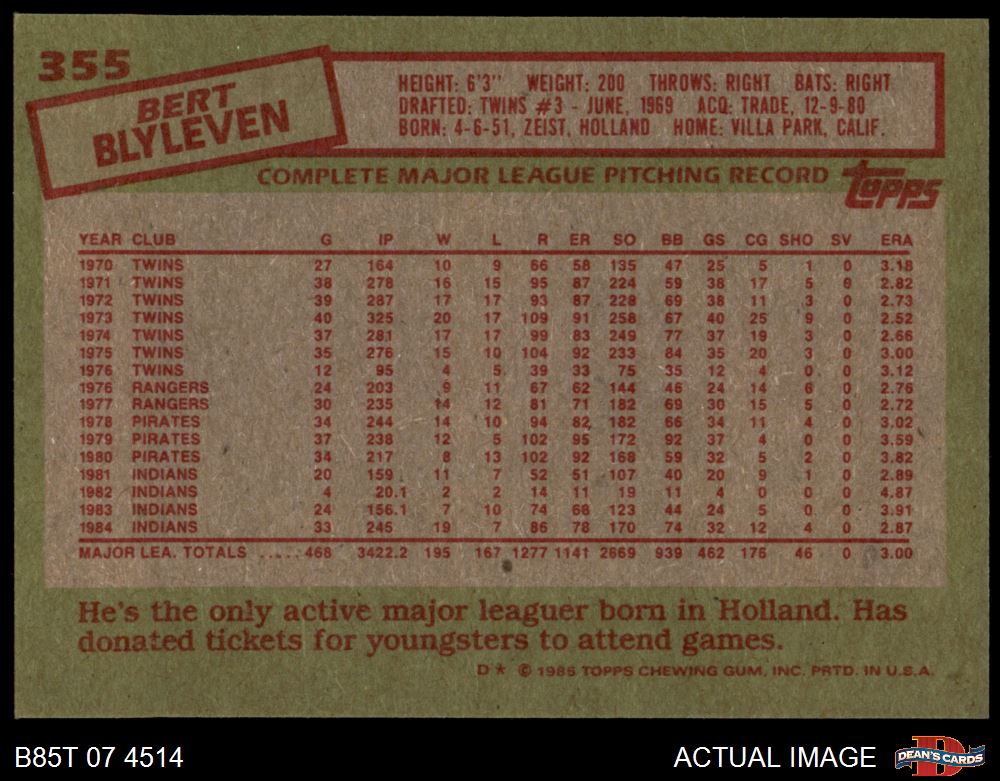 355
BERT
BLYLEVEN
HEIGHT: 6'3'' WEIGHT: 200 THROWS: RIGHT BATS: RIGHT
DRAFTED: TWINS #3 - JUNE, 1969 ACQ: TRADE, 12-9-80
BORN: 4-6-51, ZEIST, HOLLAND HOME: VILLA PARK, CALIF.
COMPLETE MAJOR LEAGUE PITCHING RECORD topps
YEAR CLUB G IP W L R ER SO BB GS CG SHO SV ERA
1970 TWINS 27 164 10 9 66 58 135 47 25 5 1 0 3.18
1971 TWINS 38 278 16 15 95 87 224 59 38 17 5 0 2.82
1972 TWINS 39 287 17 17 93 87 228 69 38 11 3 0 2.73
1973 TWINS 40 325 20 17 109 91 258 67 40 25 9 0 2.52
1974 TWINS 37 281 17 17 99 83 249 77 37 19 3 0 2.66
1975 TWINS 35 276 15 10 104 92 233 84 35 20 3 0 3.00
1976 TWINS 12 95 4 5 39 33 75 35 12 4 0 0 3.12
1976 RANGERS 24 203 9 11 67 62 144 46 24 14 6 0 2.76
1977 RANGERS 30 235 14 12 81 71 182 69 30 15 5 0 2.72
1978 PIRATES 34 244 14 10 94 82 182 66 34 11 4 0 3.02
1979 PIRATES 37 238 12 5 102 95 172 92 37 4 0 0 3.59
1980 PIRATES 34 217 8 13 102 92 168 59 32 5 2 0 3.82
1981 INDIANS 20 159 11 7 52 51 107 40 20 9 1 0 2.89
1982 INDIANS 4 20.1 2 2 14 11 19 11 4 0 0 0 4.87
1983 INDIANS 24 156.1 7 10 74 68 123 44 24 5 0 0 3.91
1984 INDIANS 33 245 19 7 86 78 170 74 32 12 4 0 2.87
MAJOR LEA. TOTALS ..... 468 3422.2 195 167 1277 1141 2669 939 462 176 46 0 3.00
He's the only active major leaguer born in Holland. Has
donated tickets for youngsters to attend games.
D* © 1985 TOPPS CHEWING GUM, INC. PRTD. IN U.S.A.
B85T 07 4514 ACTUAL IMAGE DEAN'S CARDS